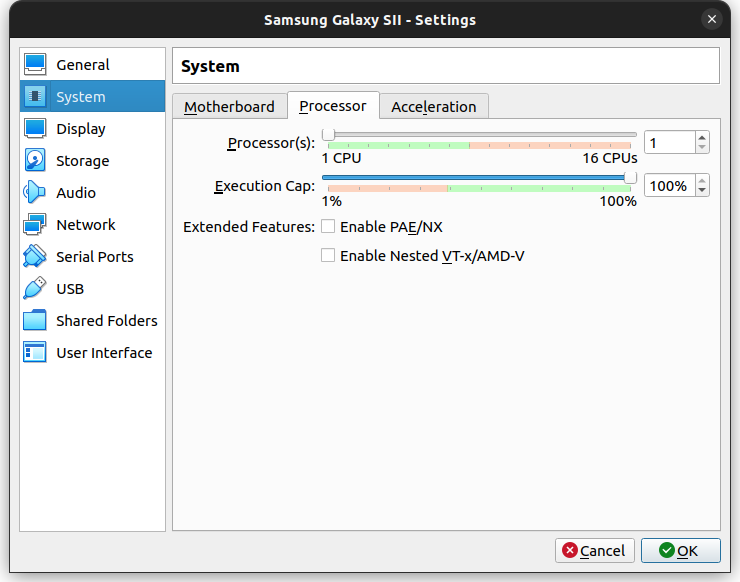 Samsung Galaxy SII - Settings
General
System
Display
Storage
Audio
Network
Serial Ports
USB
Shared Folders
User Interface
System
Motherboard Processor Acceleration
Processor(s): 1
1 CPU 16 CPUs
Execution Cap: 100%
1% 100%
Extended Features: Enable PAE/NX
Enable Nested VT-x/AMD-V
Cancel OK